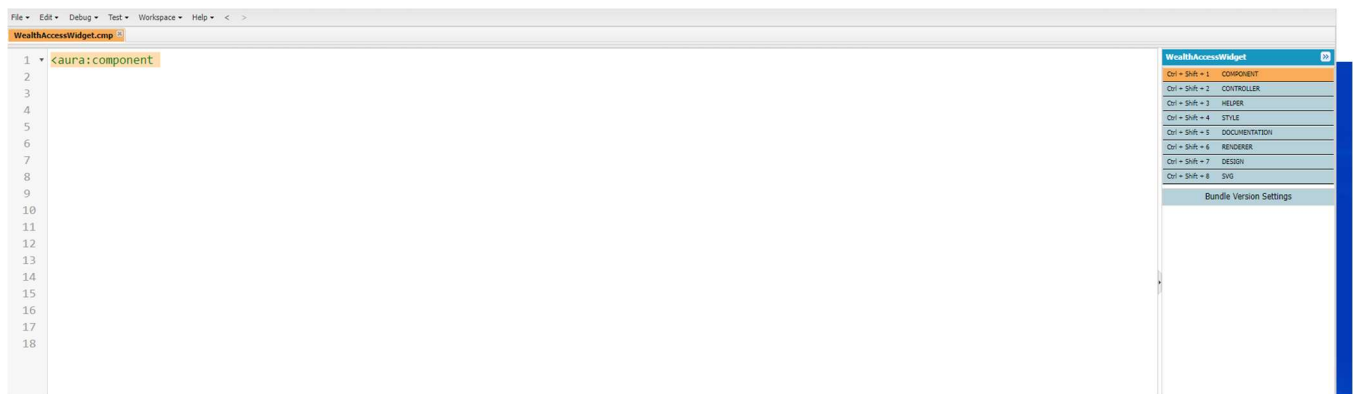 File Edit Debug Test Workspace Help < >
WealthAccessWidget.cmp
1 <aura:component
2
3
4
5
6
7
8
9
10
11
12
13
14
15
16
17
18
WealthAccessWidget
Ctrl + Shift + 1 COMPONENT
Ctrl + Shift + 2 CONTROLLER
Ctrl + Shift + 3 HELPER
Ctrl + Shift + 4 STYLE
Ctrl + Shift + 5 DOCUMENTATION
Ctrl + Shift + 6 RENDERER
Ctrl + Shift + 7 DESIGN
Ctrl + Shift + 8 SVG
Bundle Version Settings